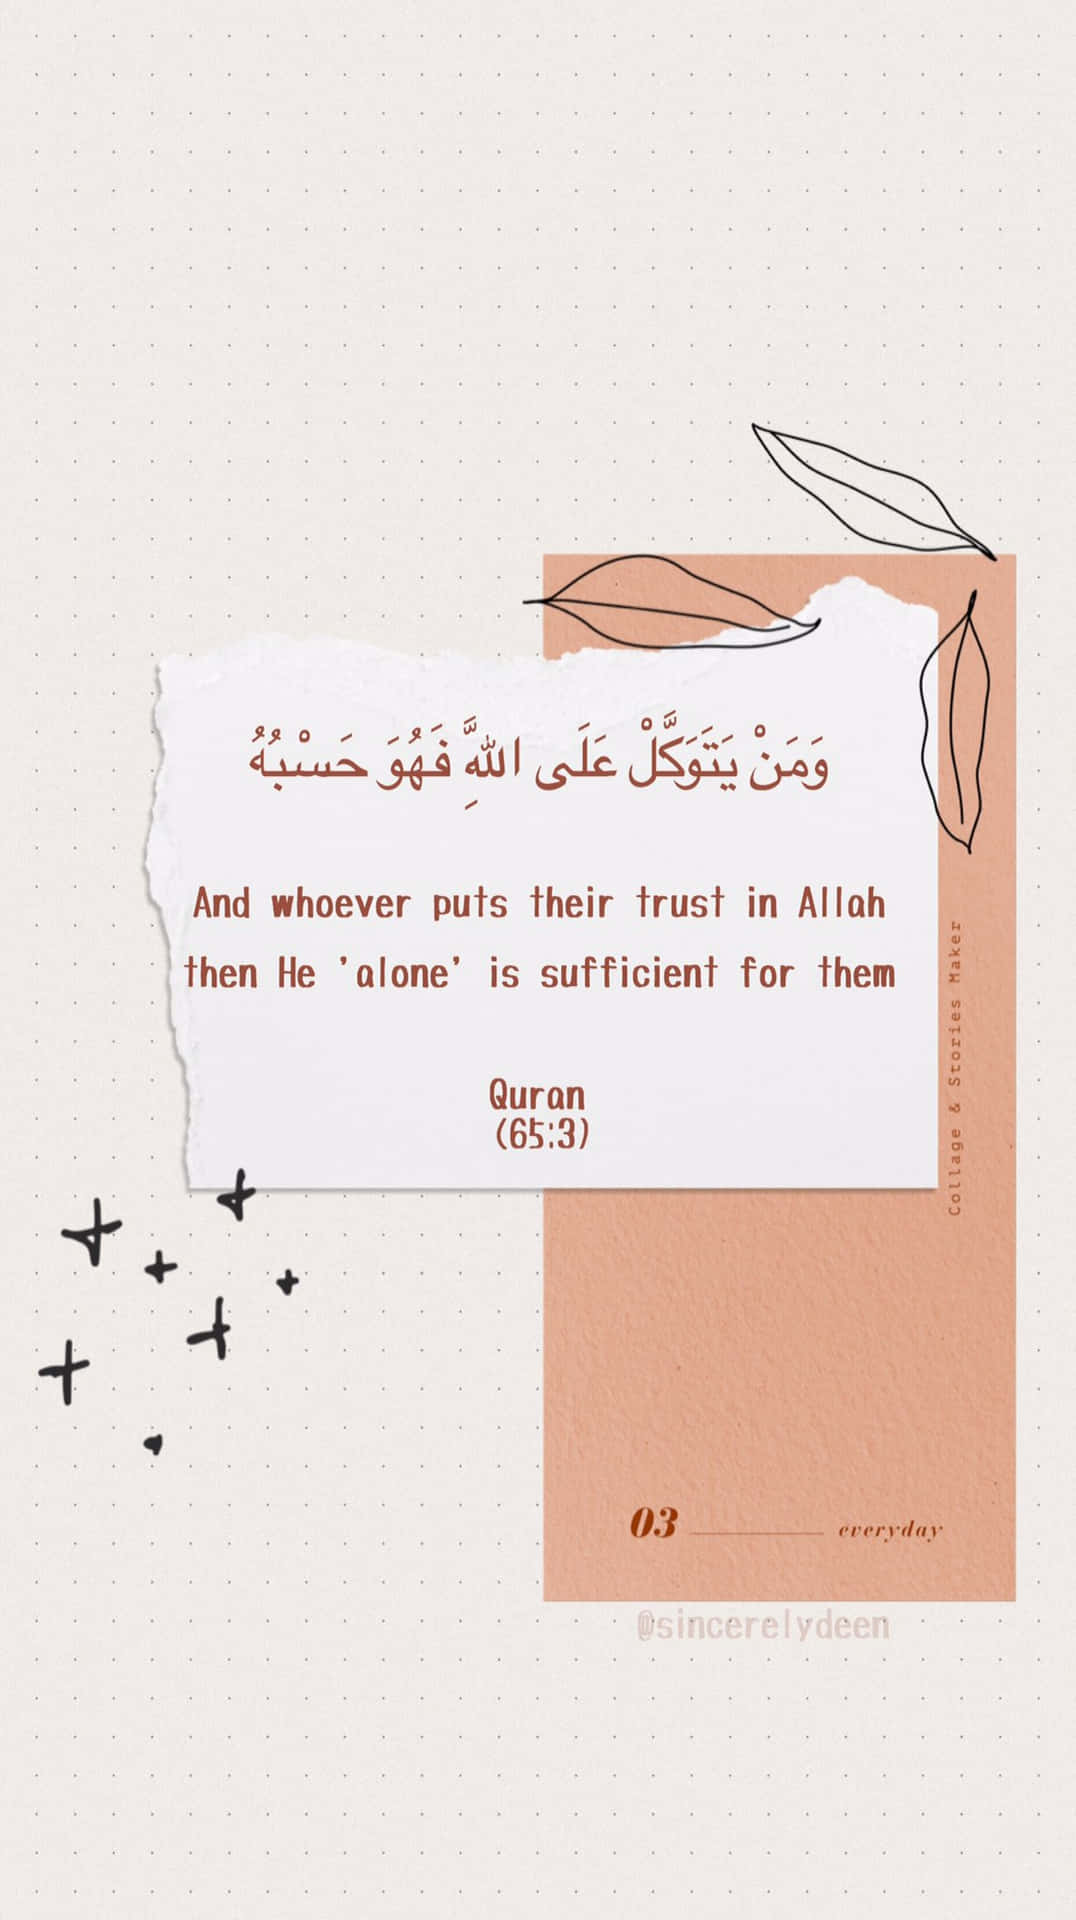 وَمَنْ يَتَوَكَّلْ عَلَى اللهَِّ فَهُوَ حَسْبُهُ
And whoever puts their trust in Allah
then He 'alone' is sufficient for them
Quran
(65:3)
Collage & Stories Maker
03 everyday
@sincerelydeen